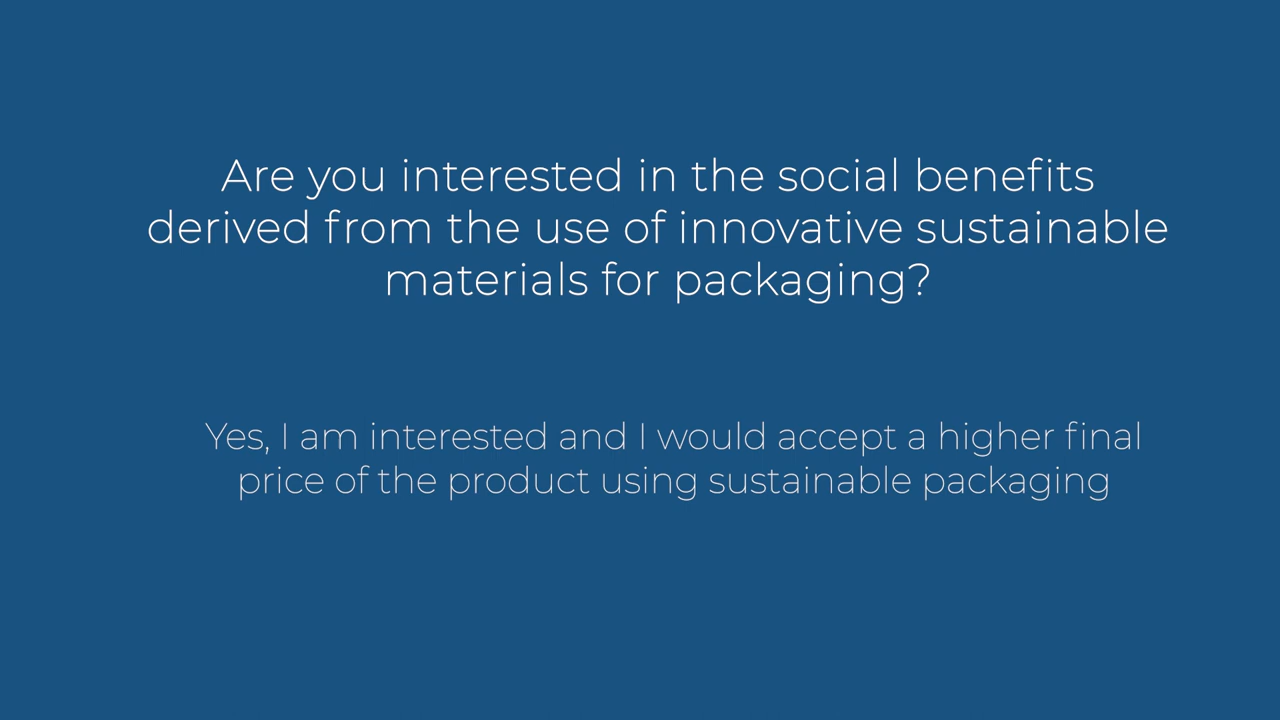 Are you interested in the social benefits
derived from the use of innovative sustainable
materials for packaging?
Yes, I am interested and I would accept a higher final
price of the product using sustainable packaging